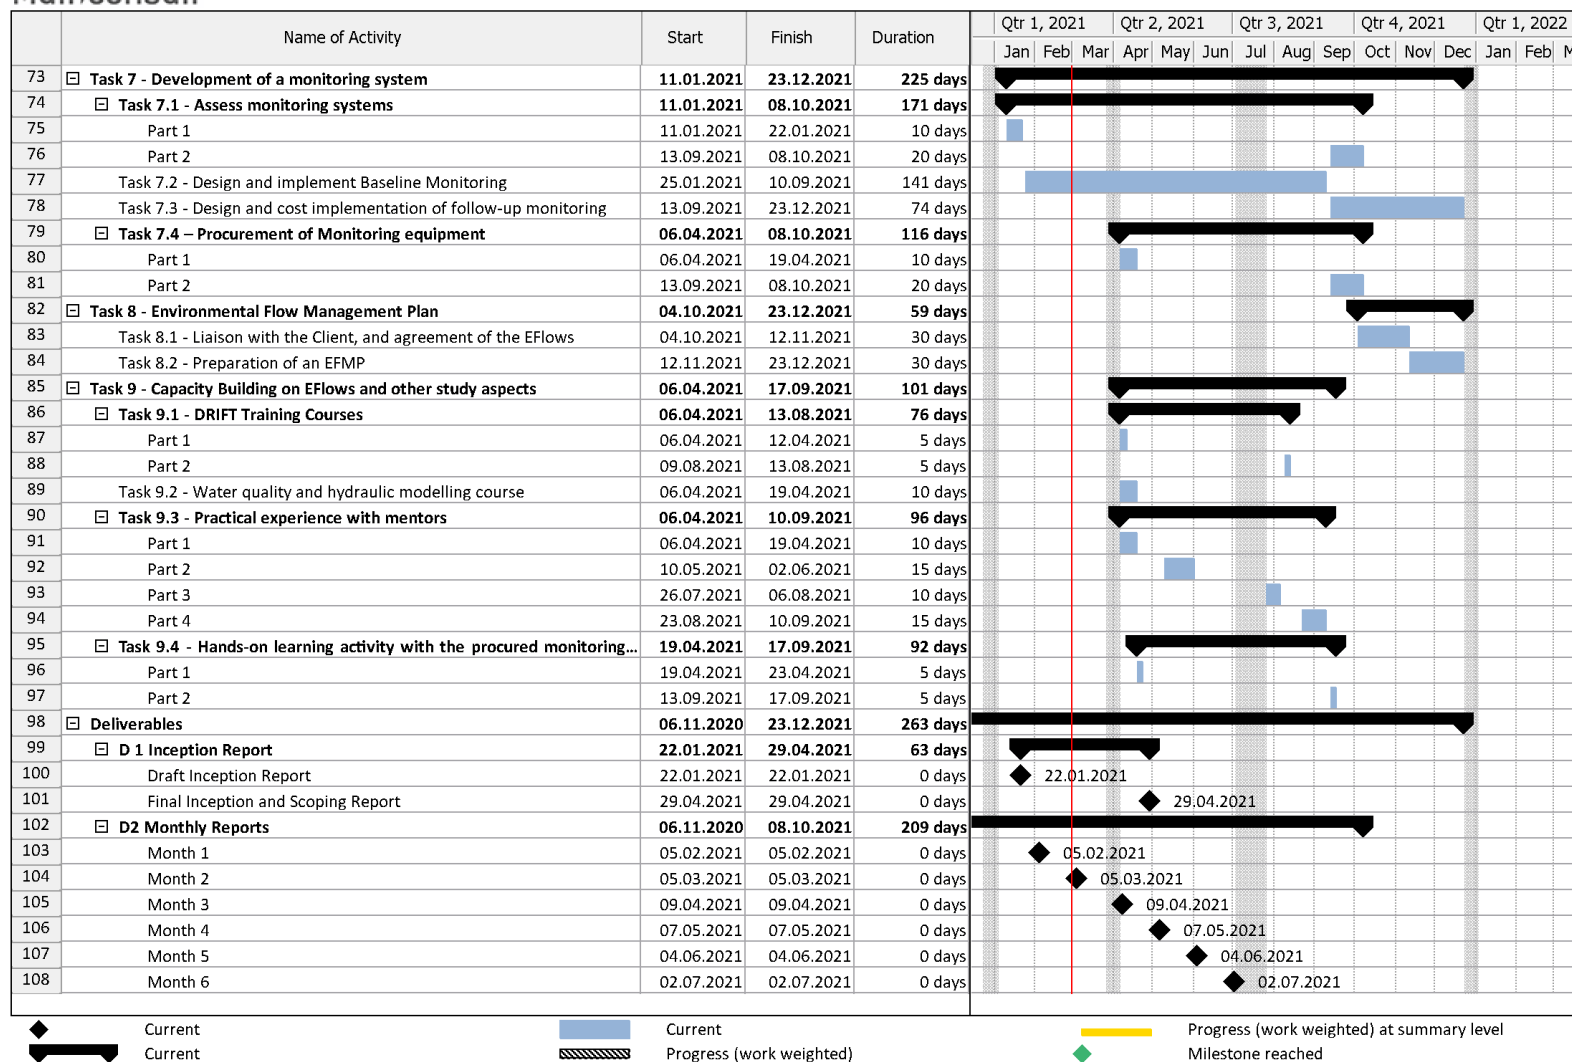 Name of Activity Start Finish Duration Qtr 1, 2021 Qtr 2, 2021 Qtr 3, 2021 Qtr 4, 2021 Qtr 1, 2022
Jan Feb Mar Apr May Jun Jul Aug Sep Oct Nov Dec Jan Feb M
73 Task 7 - Development of a monitoring system 11.01.2021 23.12.2021 225 days
74 Task 7.1 - Assess monitoring systems 11.01.2021 08.10.2021 171 days
75 Part 1 11.01.2021 22.01.2021 10 days
76 Part 2 13.09.2021 08.10.2021 20 days
77 Task 7.2 - Design and implement Baseline Monitoring 25.01.2021 10.09.2021 141 days
78 Task 7.3 - Design and cost implementation of follow-up monitoring 13.09.2021 23.12.2021 74 days
79 Task 7.4 – Procurement of Monitoring equipment 06.04.2021 08.10.2021 116 days
80 Part 1 06.04.2021 19.04.2021 10 days
81 Part 2 13.09.2021 08.10.2021 20 days
82 Task 8 - Environmental Flow Management Plan 04.10.2021 23.12.2021 59 days
83 Task 8.1 - Liaison with the Client, and agreement of the EFlows 04.10.2021 12.11.2021 30 days
84 Task 8.2 - Preparation of an EFMP 12.11.2021 23.12.2021 30 days
85 Task 9 - Capacity Building on EFlows and other study aspects 06.04.2021 17.09.2021 101 days
86 Task 9.1 - DRIFT Training Courses 06.04.2021 13.08.2021 76 days
87 Part 1 06.04.2021 12.04.2021 5 days
88 Part 2 09.08.2021 13.08.2021 5 days
89 Task 9.2 - Water quality and hydraulic modelling course 06.04.2021 19.04.2021 10 days
90 Task 9.3 - Practical experience with mentors 06.04.2021 10.09.2021 96 days
91 Part 1 06.04.2021 19.04.2021 10 days
92 Part 2 10.05.2021 02.06.2021 15 days
93 Part 3 26.07.2021 06.08.2021 10 days
94 Part 4 23.08.2021 10.09.2021 15 days
95 Task 9.4 - Hands-on learning activity with the procured monitoring... 19.04.2021 17.09.2021 92 days
96 Part 1 19.04.2021 23.04.2021 5 days
97 Part 2 13.09.2021 17.09.2021 5 days
98 Deliverables 06.11.2020 23.12.2021 263 days
99 D 1 Inception Report 22.01.2021 29.04.2021 63 days
100 Draft Inception Report 22.01.2021 22.01.2021 0 days 22.01.2021
101 Final Inception and Scoping Report 29.04.2021 29.04.2021 0 days 29.04.2021
102 D2 Monthly Reports 06.11.2020 08.10.2021 209 days
103 Month 1 05.02.2021 05.02.2021 0 days 05.02.2021
104 Month 2 05.03.2021 05.03.2021 0 days 05.03.2021
105 Month 3 09.04.2021 09.04.2021 0 days 09.04.2021
106 Month 4 07.05.2021 07.05.2021 0 days 07.05.2021
107 Month 5 04.06.2021 04.06.2021 0 days 04.06.2021
108 Month 6 02.07.2021 02.07.2021 0 days 02.07.2021
Current Current Progress (work weighted) at summary level
Current Progress (work weighted) Milestone reached